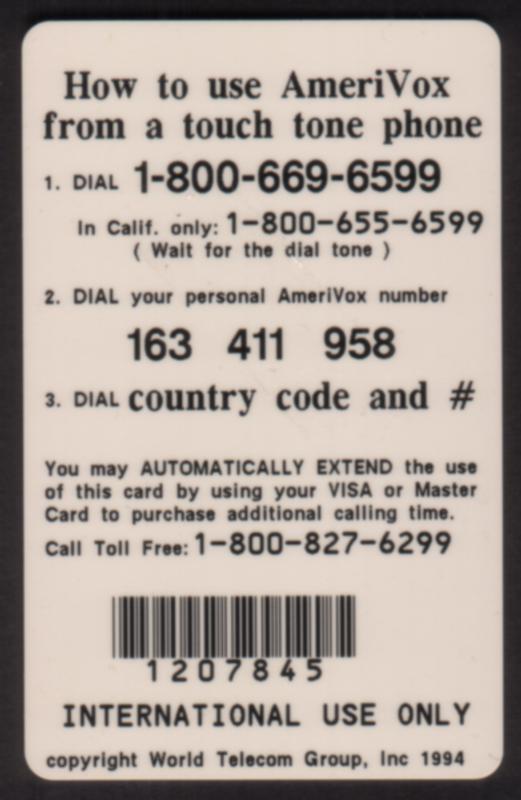 How to use AmeriVox
from a touch tone phone
1. DIAL 1-800-669-6599
In Calif. only: 1-800-655-6599
( Wait for the dial tone )
2. DIAL your personal AmeriVox number
163 411 958
3. DIAL country code and #
You may AUTOMATICALLY EXTEND the use
of this card by using your VISA or Master
Card to purchase additional calling time.
Call Toll Free: 1-800-827-6299
1207845
INTERNATIONAL USE ONLY
copyright World Telecom Group, Inc 1994